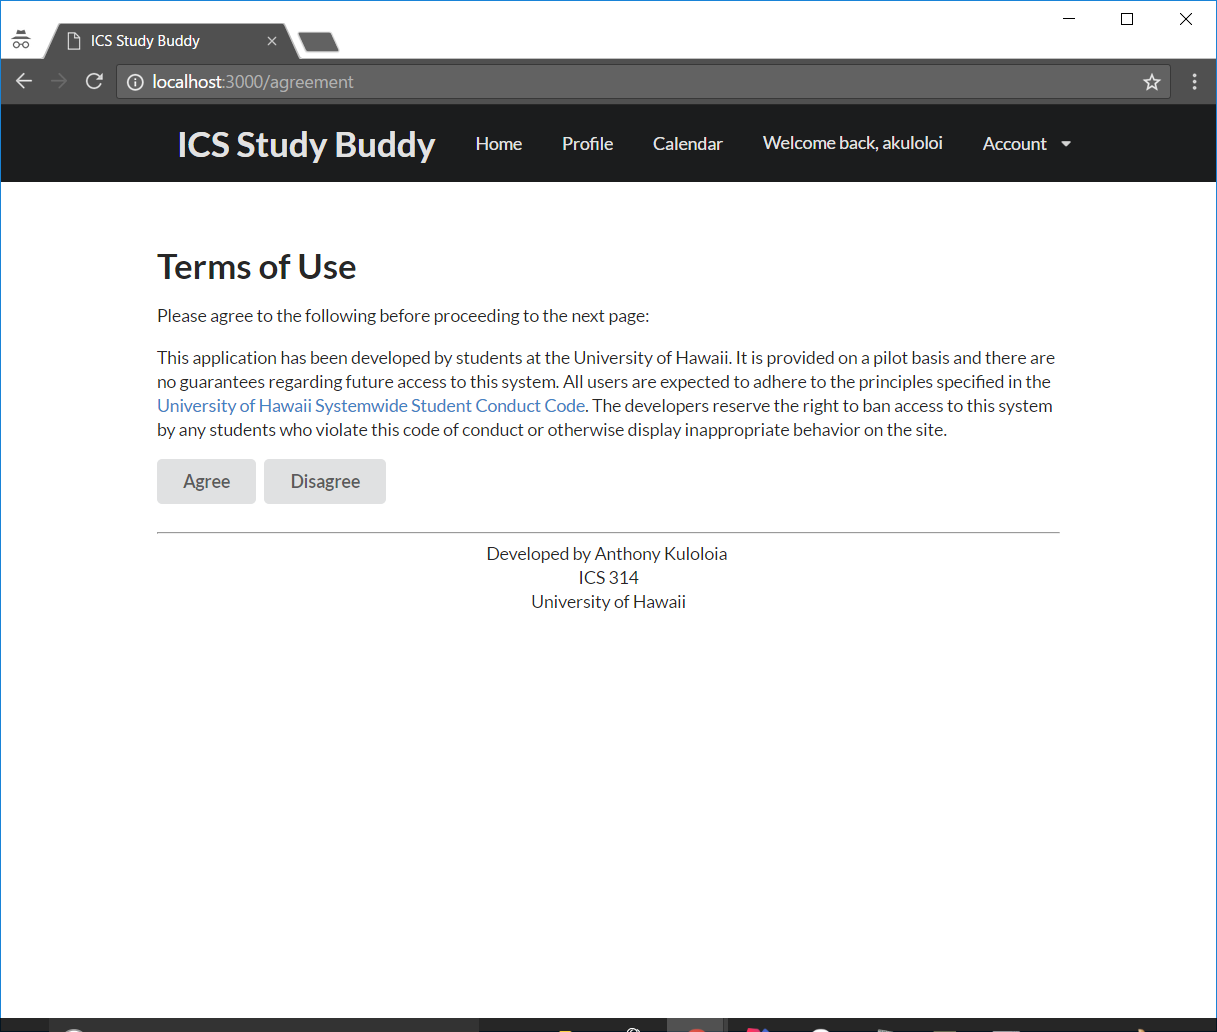 ICS Study Buddy
localhost:3000/agreement
ICS Study Buddy Home Profile Calendar Welcome back, akuloloi Account
Terms of Use
Please agree to the following before proceeding to the next page:
This application has been developed by students at the University of Hawaii. It is provided on a pilot basis and there are
no guarantees regarding future access to this system. All users are expected to adhere to the principles specified in the
University of Hawaii Systemwide Student Conduct Code. The developers reserve the right to ban access to this system
by any students who violate this code of conduct or otherwise display inappropriate behavior on the site.
Agree Disagree
Developed by Anthony Kuloloia
ICS 314
University of Hawaii